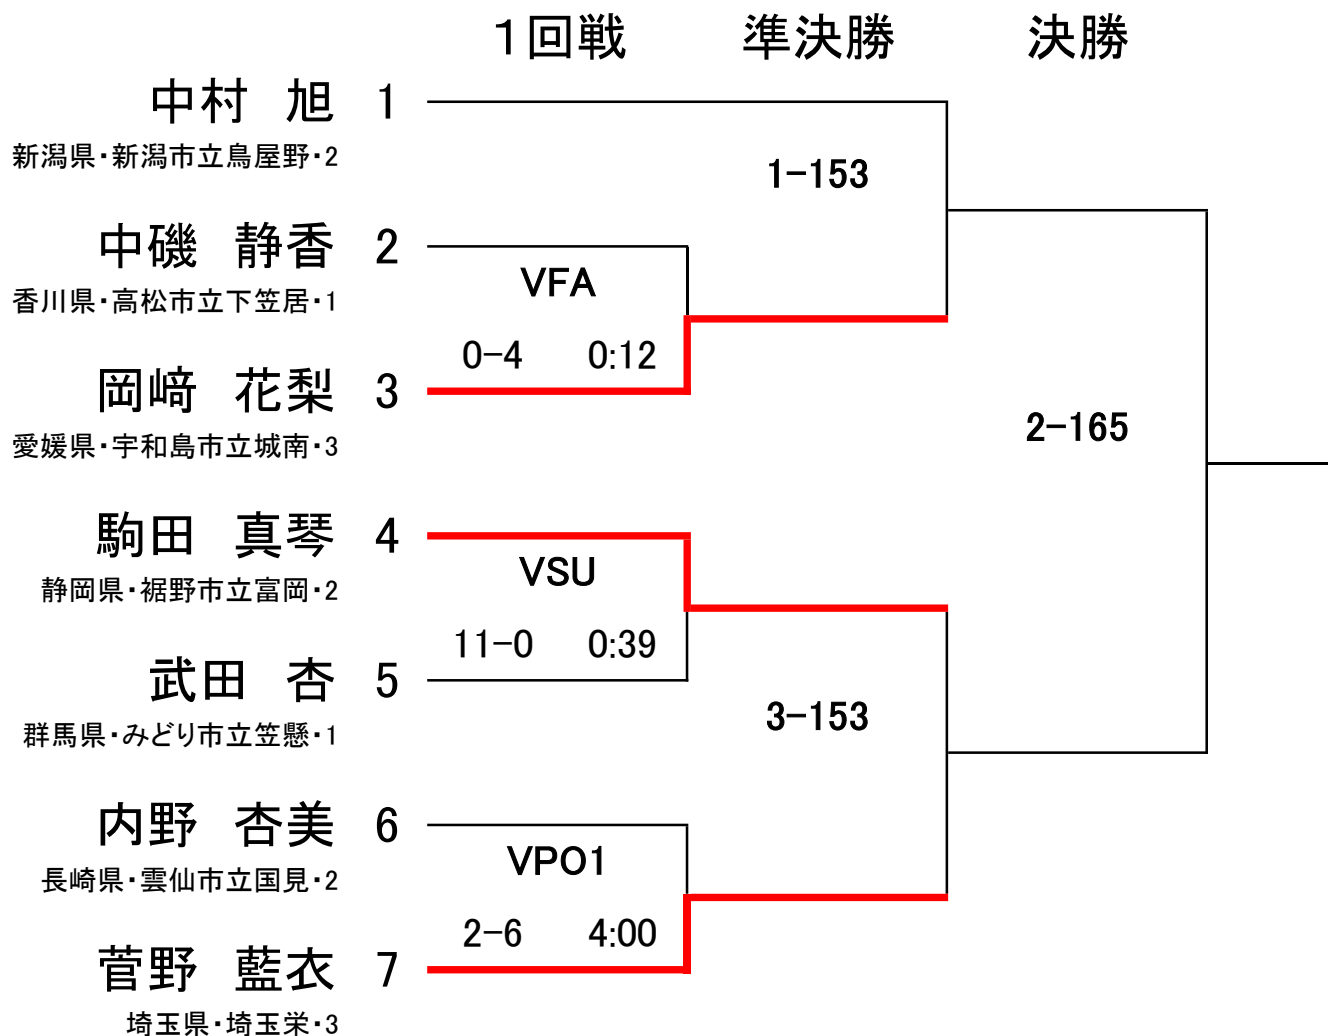 1回戦 準決勝 決勝
中村 旭 1
新潟県・新潟市立鳥屋野・2
1-153
中磯 静香 2
香川県・高松市立下笠居・1
VFA
0-4 0:12
岡﨑 花梨 3
愛媛県・宇和島市立城南・3
2-165
駒田 真琴 4
静岡県・裾野市立富岡・2
VSU
11-0 0:39
武田 杏 5
群馬県・みどり市立笠懸・1
3-153
内野 杏美 6
長崎県・雲仙市立国見・2
VPO1
2-6 4:00
菅野 藍衣 7
埼玉県・埼玉栄・3